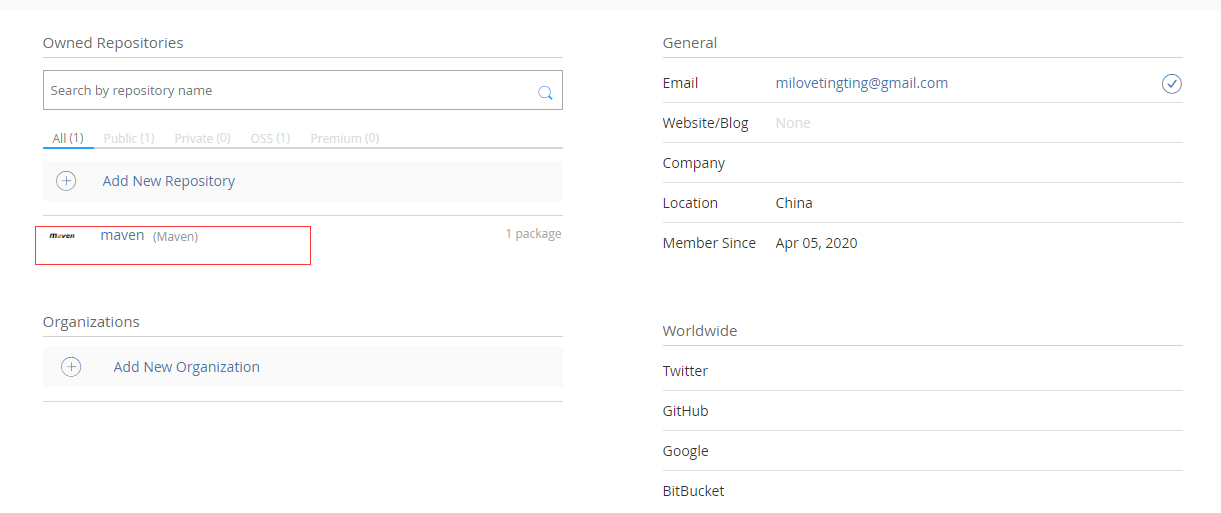 Owned Repositories
Search by repository name
All (1) Public (1) Private (0) OSS (1) Premium (0)
Add New Repository
maven maven (Maven) 1 package
Organizations
Add New Organization
General
Email milovetingting@gmail.com
Website/Blog None
Company
Location China
Member Since Apr 05, 2020
Worldwide
Twitter
GitHub
Google
BitBucket